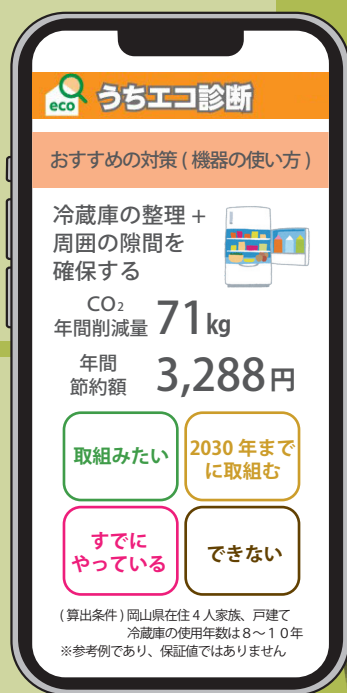 eco うちエコ診断
おすすめの対策 ( 機器の使い方 )
冷蔵庫の整理 +
周囲の隙間を
確保する
CO₂
年間削減量 71kg
年間
節約額 3,288円
取組みたい
2030 年まで
に取組む
すでに
やっている
できない
( 算出条件 ) 岡山県在住 4 人家族、戸建て
冷蔵庫の使用年数は８～１０年
※参考例であり、保証値ではありません